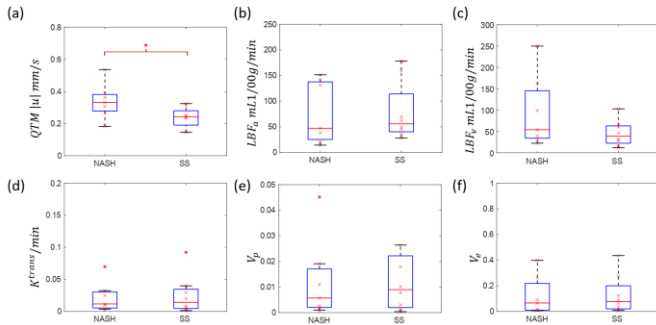 (a)
(b)
(c)
QTM |u| mm/s
0.8
0.6
0.4
0.2
0
*
NASH
SS
LBFₐ mL1/00g/min
250
200
150
100
50
0
NASH
SS
LBFᵥ mL1/00g/min
300
250
200
150
100
50
0
NASH
SS
(d)
(e)
(f)
Kᵗʳᵃⁿˢ/min
0.2
0.15
0.1
0.05
0
NASH
SS
Vₚ
0.05
0.04
0.03
0.02
0.01
0
NASH
SS
Vₑ
1
0.8
0.6
0.4
0.2
0
NASH
SS